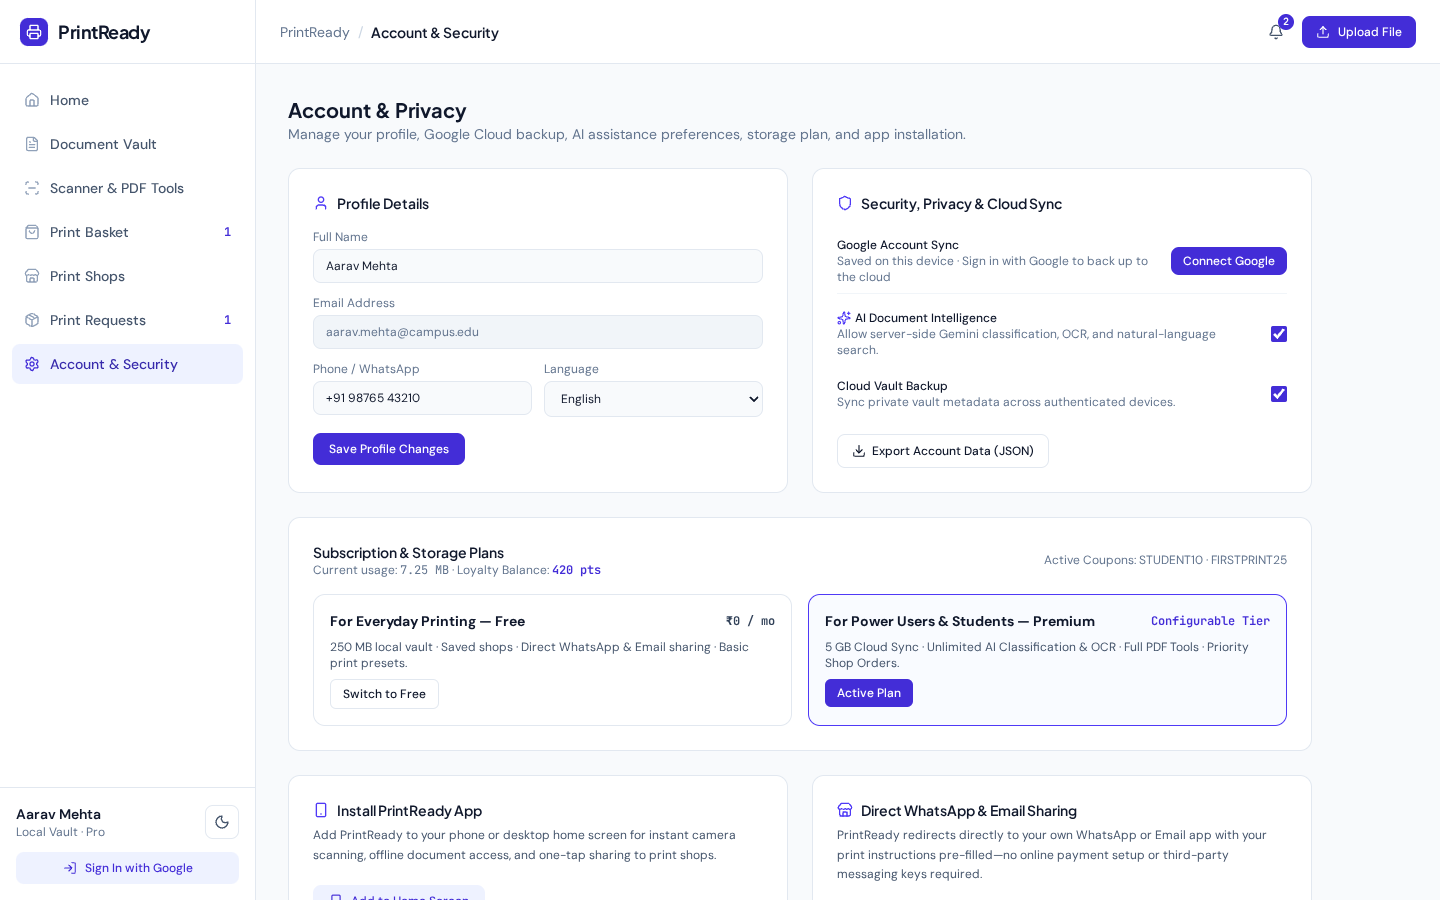 PrintReady
PrintReady / Account & Security
2
Upload File
Home
Document Vault
Scanner & PDF Tools
Print Basket 1
Print Shops
Print Requests 1
Account & Security
Aarav Mehta
Local Vault · Pro
Sign In with Google
Account & Privacy
Manage your profile, Google Cloud backup, AI assistance preferences, storage plan, and app installation.
Profile Details
Full Name
Aarav Mehta
Email Address
aarav.mehta@campus.edu
Phone / WhatsApp
+91 98765 43210
Language
English
Save Profile Changes
Security, Privacy & Cloud Sync
Google Account Sync
Saved on this device · Sign in with Google to back up to
the cloud
Connect Google
AI Document Intelligence
Allow server-side Gemini classification, OCR, and natural-language
search.
Cloud Vault Backup
Sync private vault metadata across authenticated devices.
Export Account Data (JSON)
Subscription & Storage Plans
Current usage: 7.25 MB · Loyalty Balance: 420 pts
Active Coupons: STUDENT10 · FIRSTPRINT25
For Everyday Printing — Free
₹0 / mo
250 MB local vault · Saved shops · Direct WhatsApp & Email sharing · Basic
print presets.
Switch to Free
For Power Users & Students — Premium
Configurable Tier
5 GB Cloud Sync · Unlimited AI Classification & OCR · Full PDF Tools · Priority
Shop Orders.
Active Plan
Install PrintReady App
Add PrintReady to your phone or desktop home screen for instant camera
scanning, offline document access, and one-tap sharing to print shops.
Add to Home Screen
Direct WhatsApp & Email Sharing
PrintReady redirects directly to your own WhatsApp or Email app with your
print instructions pre-filled—no online payment setup or third-party
messaging keys required.